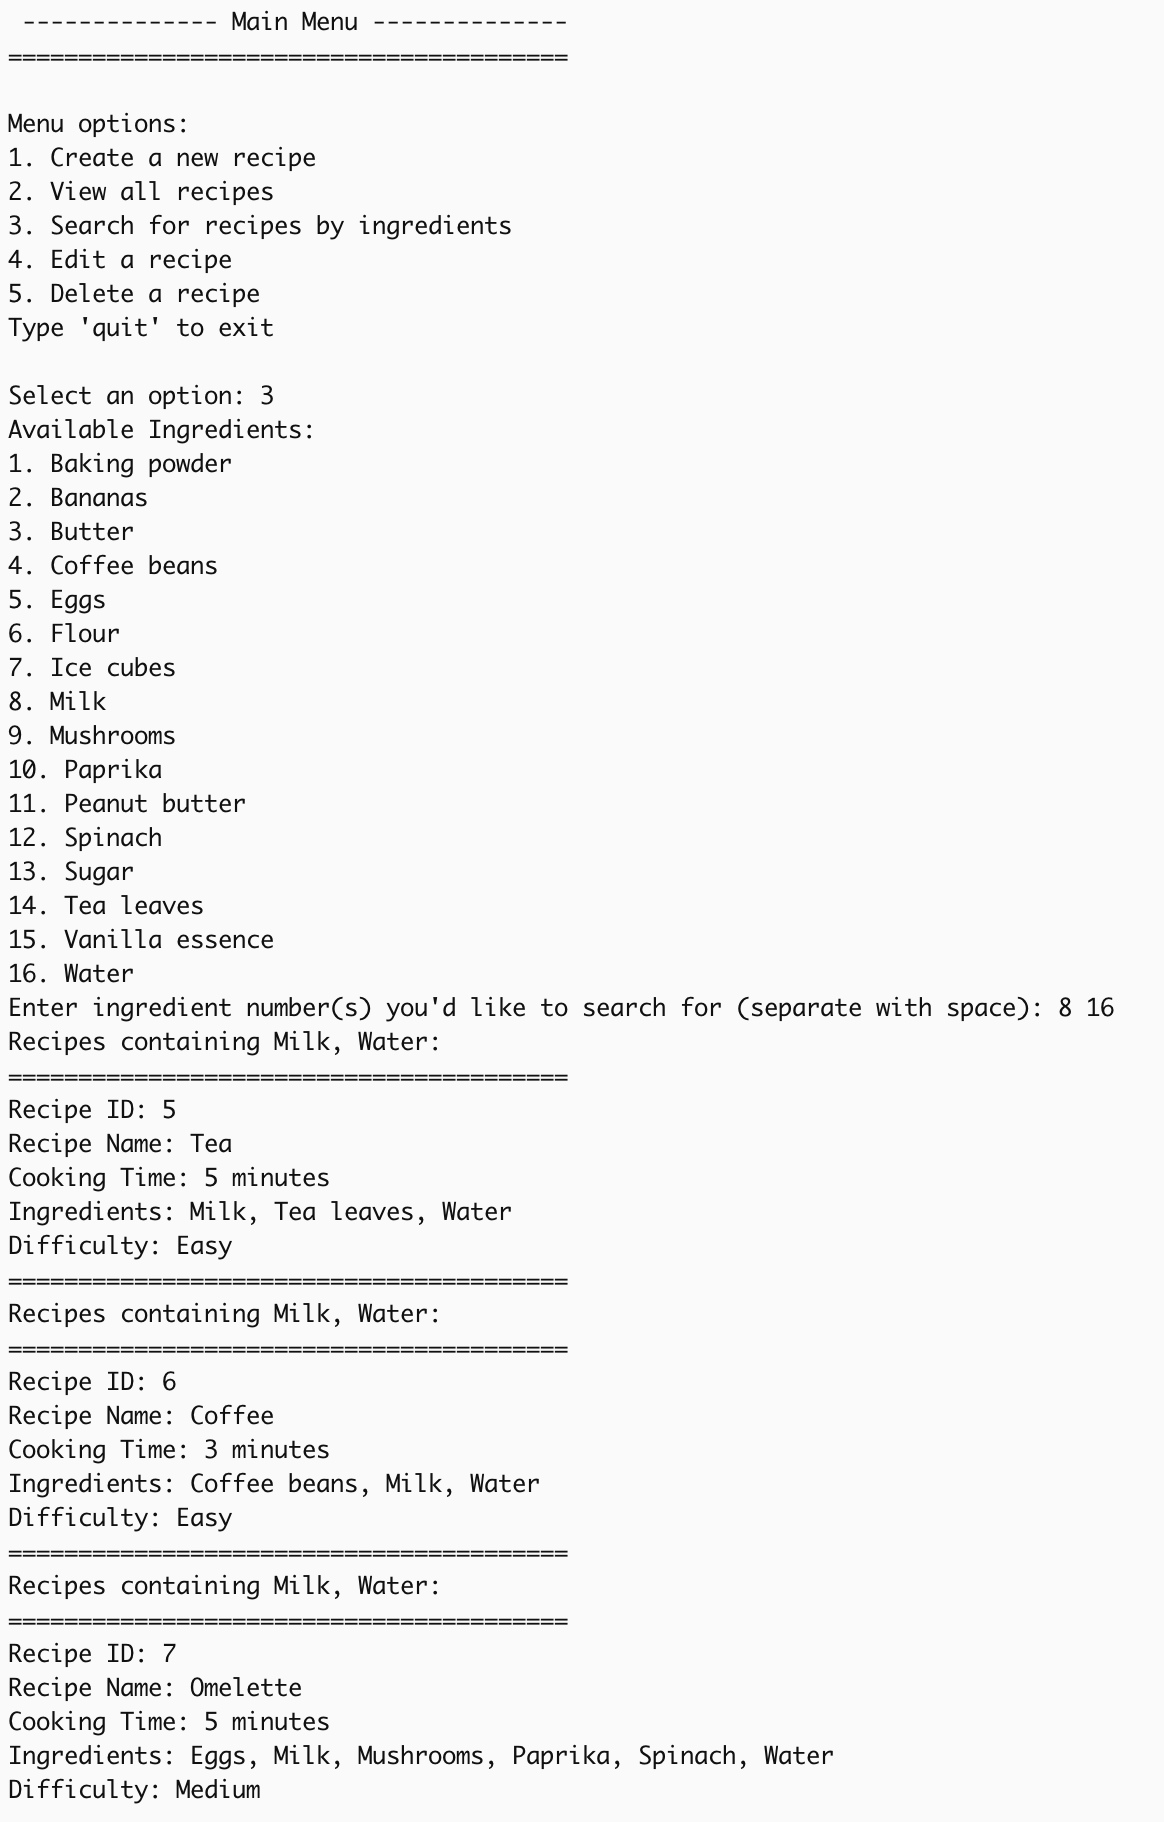 -------------- Main Menu --------------
========================================
Menu options:
1. Create a new recipe
2. View all recipes
3. Search for recipes by ingredients
4. Edit a recipe
5. Delete a recipe
Type 'quit' to exit
Select an option: 3
Available Ingredients:
1. Baking powder
2. Bananas
3. Butter
4. Coffee beans
5. Eggs
6. Flour
7. Ice cubes
8. Milk
9. Mushrooms
10. Paprika
11. Peanut butter
12. Spinach
13. Sugar
14. Tea leaves
15. Vanilla essence
16. Water
Enter ingredient number(s) you'd like to search for (separate with space): 8 16
Recipes containing Milk, Water:
========================================
Recipe ID: 5
Recipe Name: Tea
Cooking Time: 5 minutes
Ingredients: Milk, Tea leaves, Water
Difficulty: Easy
========================================
Recipes containing Milk, Water:
========================================
Recipe ID: 6
Recipe Name: Coffee
Cooking Time: 3 minutes
Ingredients: Coffee beans, Milk, Water
Difficulty: Easy
========================================
Recipes containing Milk, Water:
========================================
Recipe ID: 7
Recipe Name: Omelette
Cooking Time: 5 minutes
Ingredients: Eggs, Milk, Mushrooms, Paprika, Spinach, Water
Difficulty: Medium